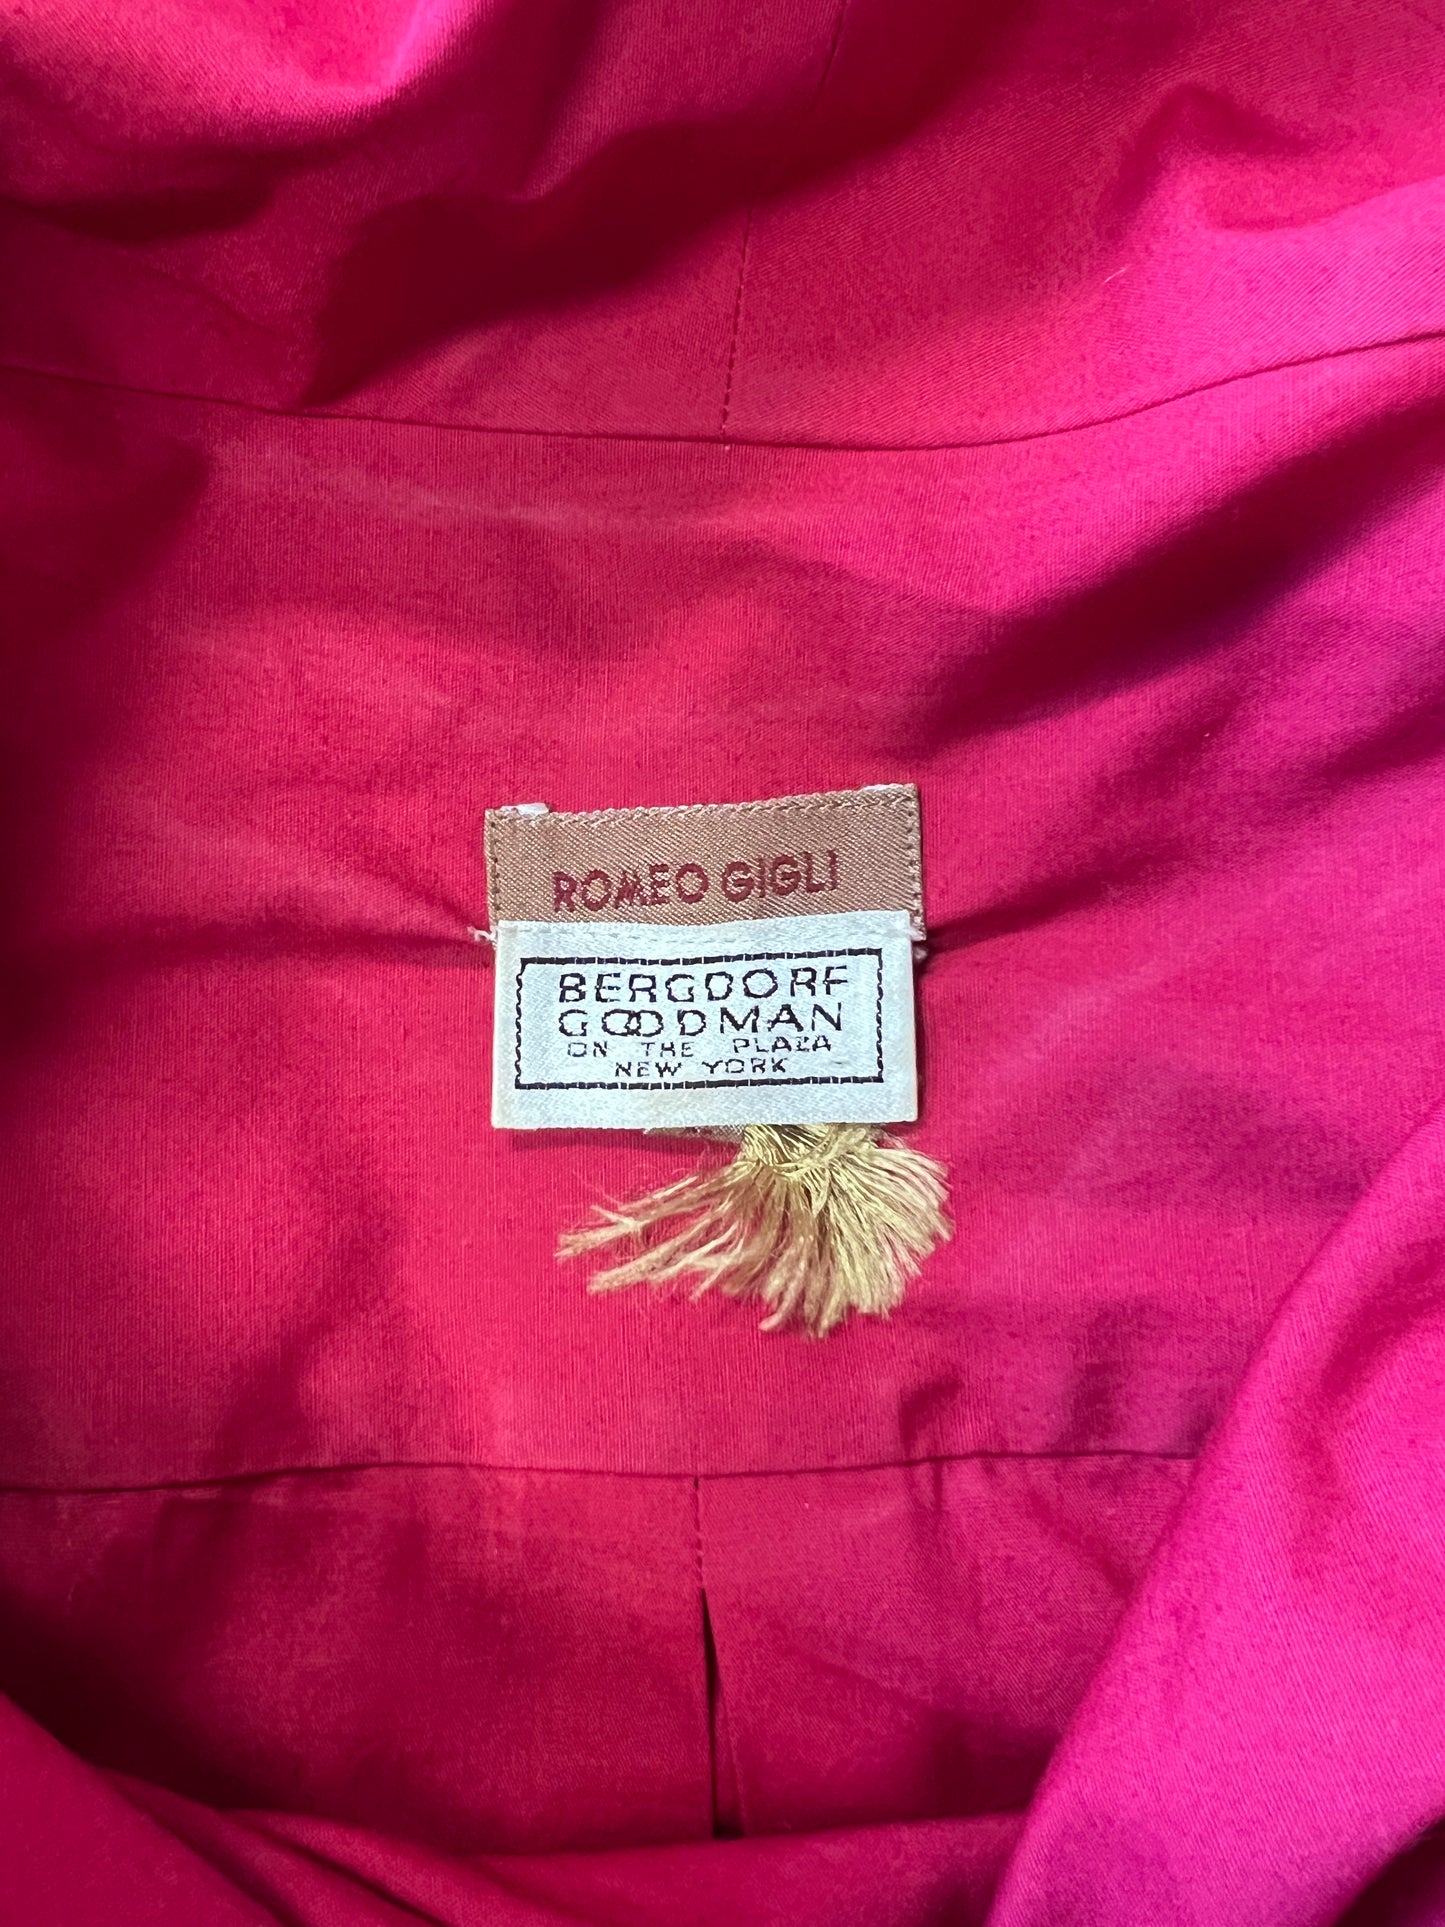 ROMEO GIGLI
BERGDORF
GOODMAN
ON THE PLAZA
NEW YORK